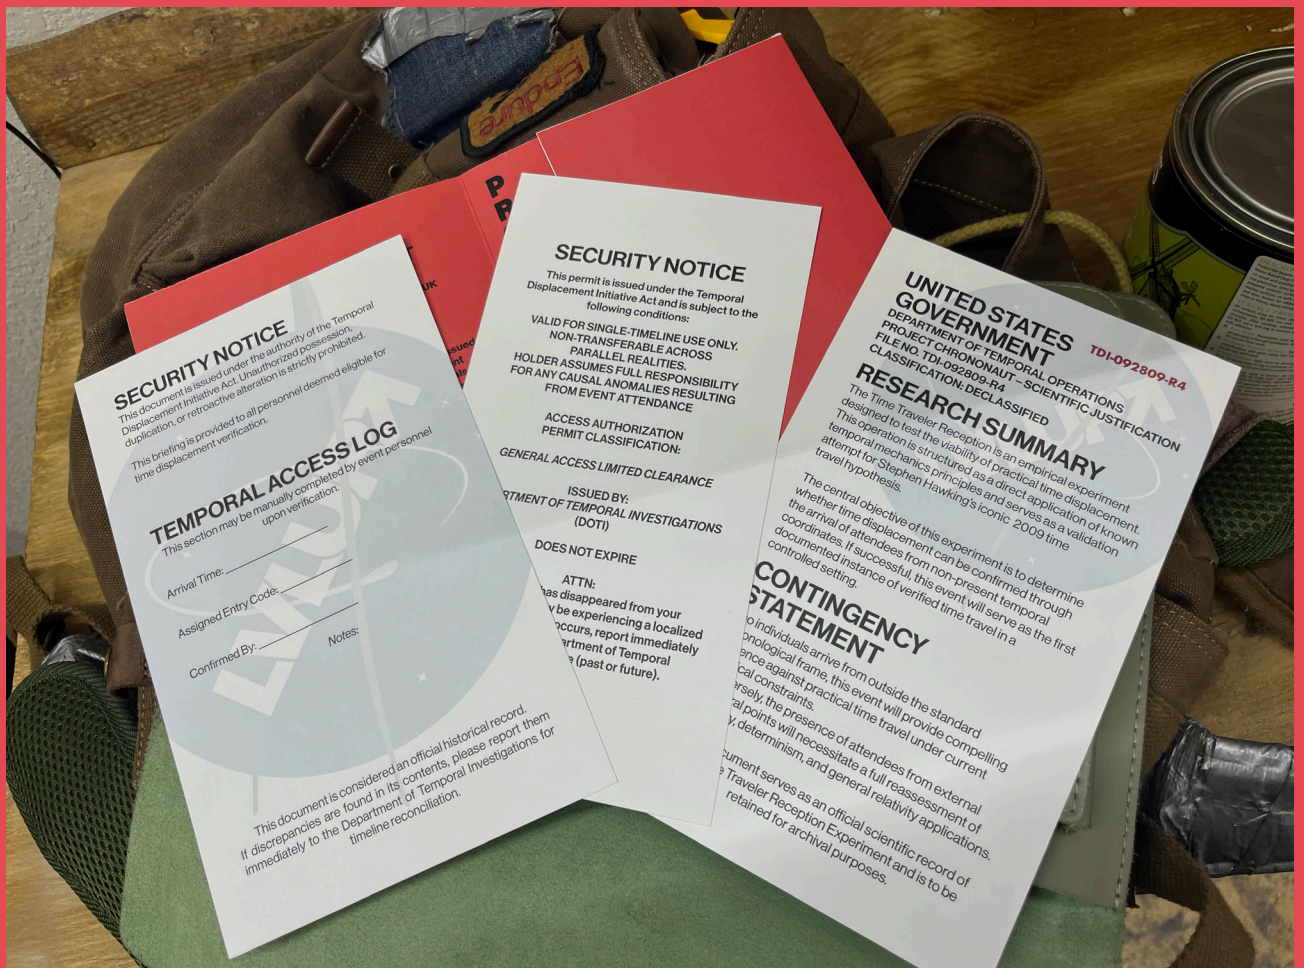 Endure
P
R
UK
ssued
nt
SECURITY NOTICE
This document is issued under the authority of the Temporal
Displacement Initiative Act. Unauthorized possession,
duplication, or retroactive alteration is strictly prohibited.
This briefing is provided to all personnel deemed eligible for
time displacement verification.
TEMPORAL ACCESS LOG
This section may be manually completed by event personnel
upon verification.
Arrival Time:
Assigned Entry Code:
Confirmed By:
Notes:
This document is considered an official historical record.
If discrepancies are found in its contents, please report them
immediately to the Department of Temporal Investigations for
timeline reconciliation.
SECURITY NOTICE
This permit is issued under the Temporal
Displacement Initiative Act and is subject to the
following conditions:
VALID FOR SINGLE-TIMELINE USE ONLY.
NON-TRANSFERABLE ACROSS
PARALLEL REALITIES.
HOLDER ASSUMES FULL RESPONSIBILITY
FOR ANY CAUSAL ANOMALIES RESULTING
FROM EVENT ATTENDANCE
ACCESS AUTHORIZATION
PERMIT CLASSIFICATION:
GENERAL ACCESS LIMITED CLEARANCE
ISSUED BY:
RTMENT OF TEMPORAL INVESTIGATIONS
(DOTI)
DOES NOT EXPIRE
ATTN:
has disappeared from your
y be experiencing a localized
occurs, report immediately
artment of Temporal
(past or future).
UNITED STATES
GOVERNMENT
TDI-092809-R4
DEPARTMENT OF TEMPORAL OPERATIONS
PROJECT CHRONONAUT – SCIENTIFIC JUSTIFICATION
FILE NO. TDI-092809-R4
CLASSIFICATION: DECLASSIFIED
RESEARCH SUMMARY
The Time Traveler Reception is an empirical experiment
designed to test the viability of practical time displacement.
This operation is structured as a direct application of known
temporal mechanics principles and serves as a validation
attempt for Stephen Hawking's iconic 2009 time
travel hypothesis.
The central objective of this experiment is to determine
whether time displacement can be confirmed through
the arrival of attendees from non-present temporal
coordinates. If successful, this event will serve as the first
documented instance of verified time travel in a
controlled setting.
CONTINGENCY
STATEMENT
o individuals arrive from outside the standard
onological frame, this event will provide compelling
ence against practical time travel under current
ical constraints.
ersely, the presence of attendees from external
ral points will necessitate a full reassessment of
y, determinism, and general relativity applications.
ument serves as an official scientific record of
e Traveler Reception Experiment and is to be
retained for archival purposes.